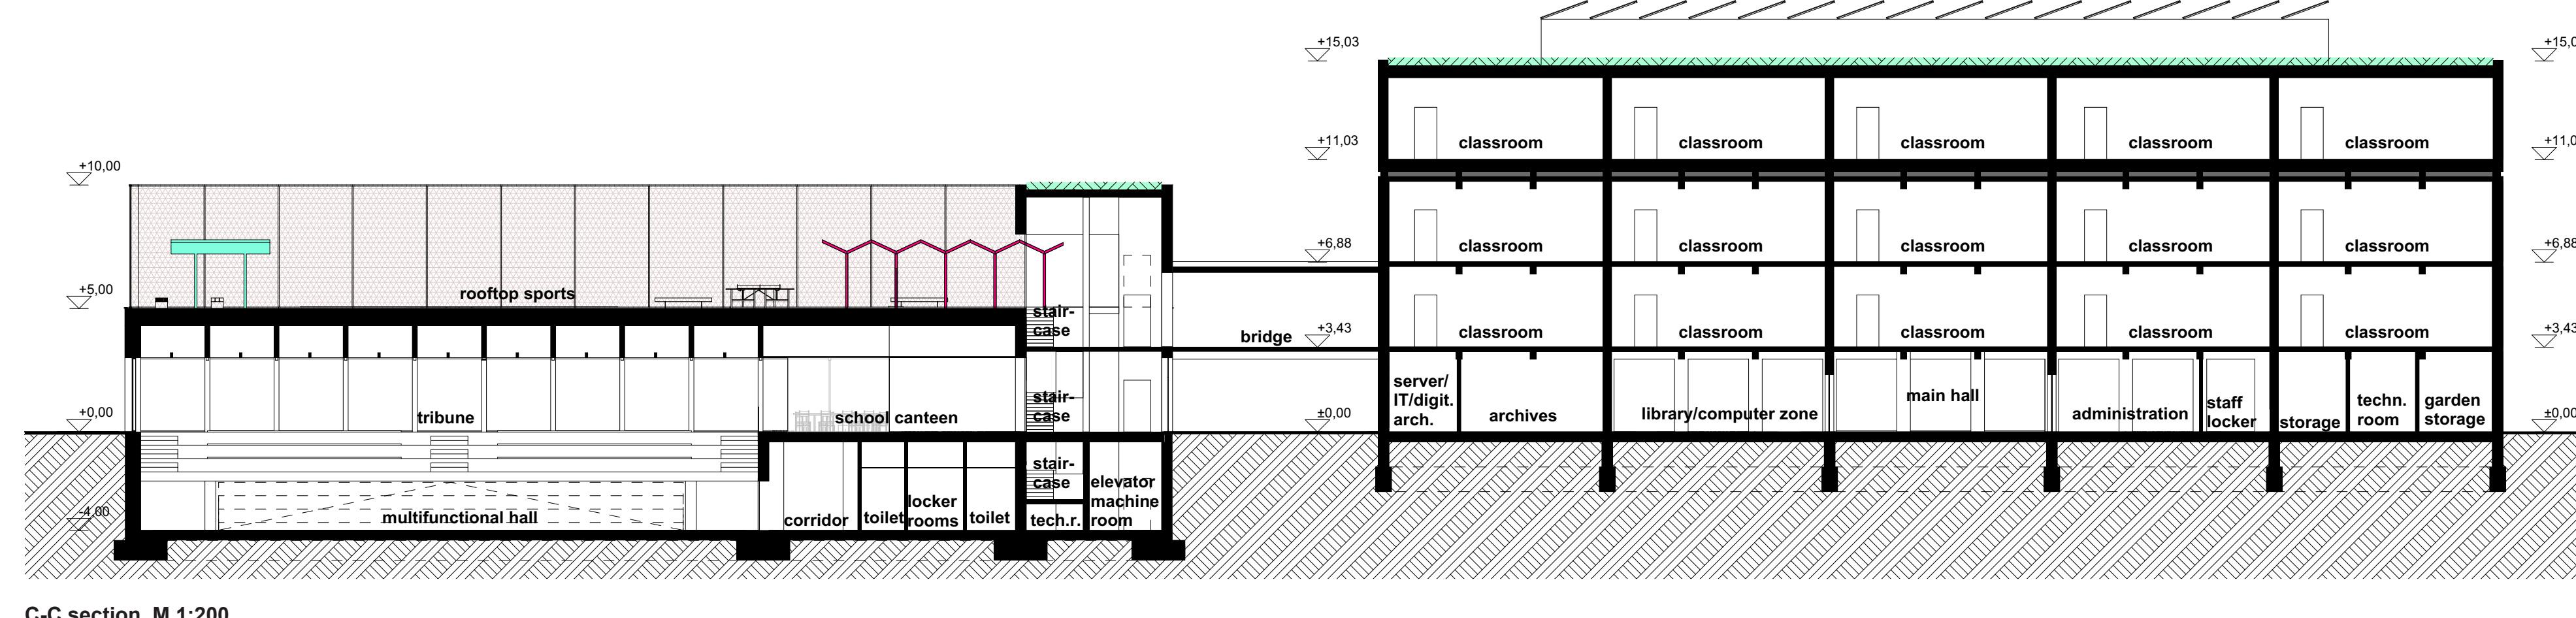 +15,03
+15,0
+11,03
+11,0
classroom classroom classroom classroom classroom
+10,00
+6,88
+6,88
classroom classroom classroom classroom classroom
+5,00
rooftop sports
stair-
case
bridge
+3,43
+3,43
classroom classroom classroom classroom classroom
+0,00
tribune
school canteen
stair-
case
±0,00
server/
IT/digit.
arch.
archives
library/computer zone
main hall
administration
staff
locker
storage
techn.
room
garden
storage
±0,00
-4,00
multifunctional hall
corridor
toilet
locker
rooms
toilet
stair-
case
tech.r.
elevator
machine
room
C-C section M 1:200